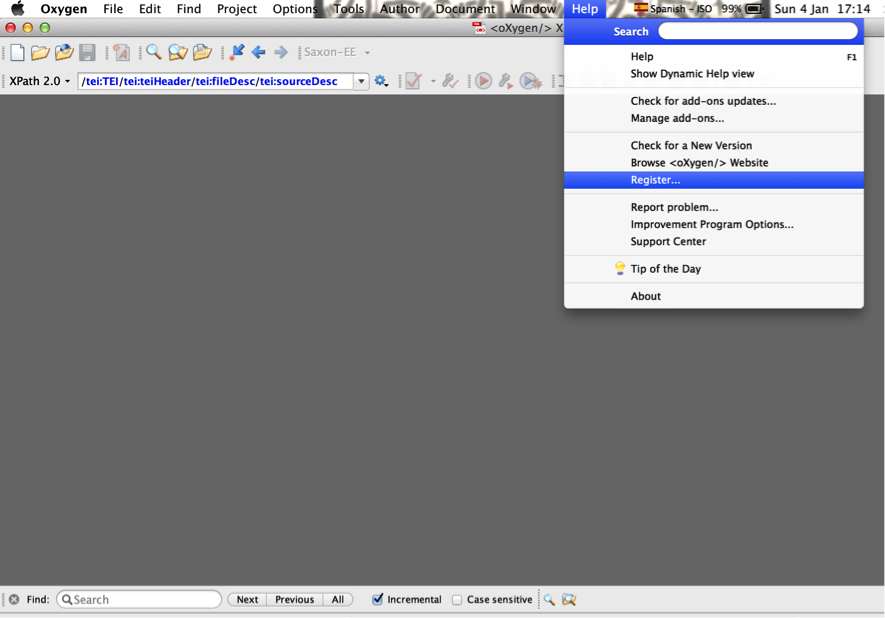 Oxygen File Edit Find Project Options Tools Author Document Window Help Spanish - ISO 99% Sun 4 Jan 17:14
<oXygen/> X
Search
Saxon-EE
Help F1
XPath 2.0 /tei:TEI/tei:teiHeader/tei:fileDesc/tei:sourceDesc
Show Dynamic Help view
Check for add-ons updates...
Manage add-ons...
Check for a New Version
Browse <oXygen/> Website
Register...
Report problem...
Improvement Program Options...
Support Center
Tip of the Day
About
Find: Search Next Previous All Incremental Case sensitive